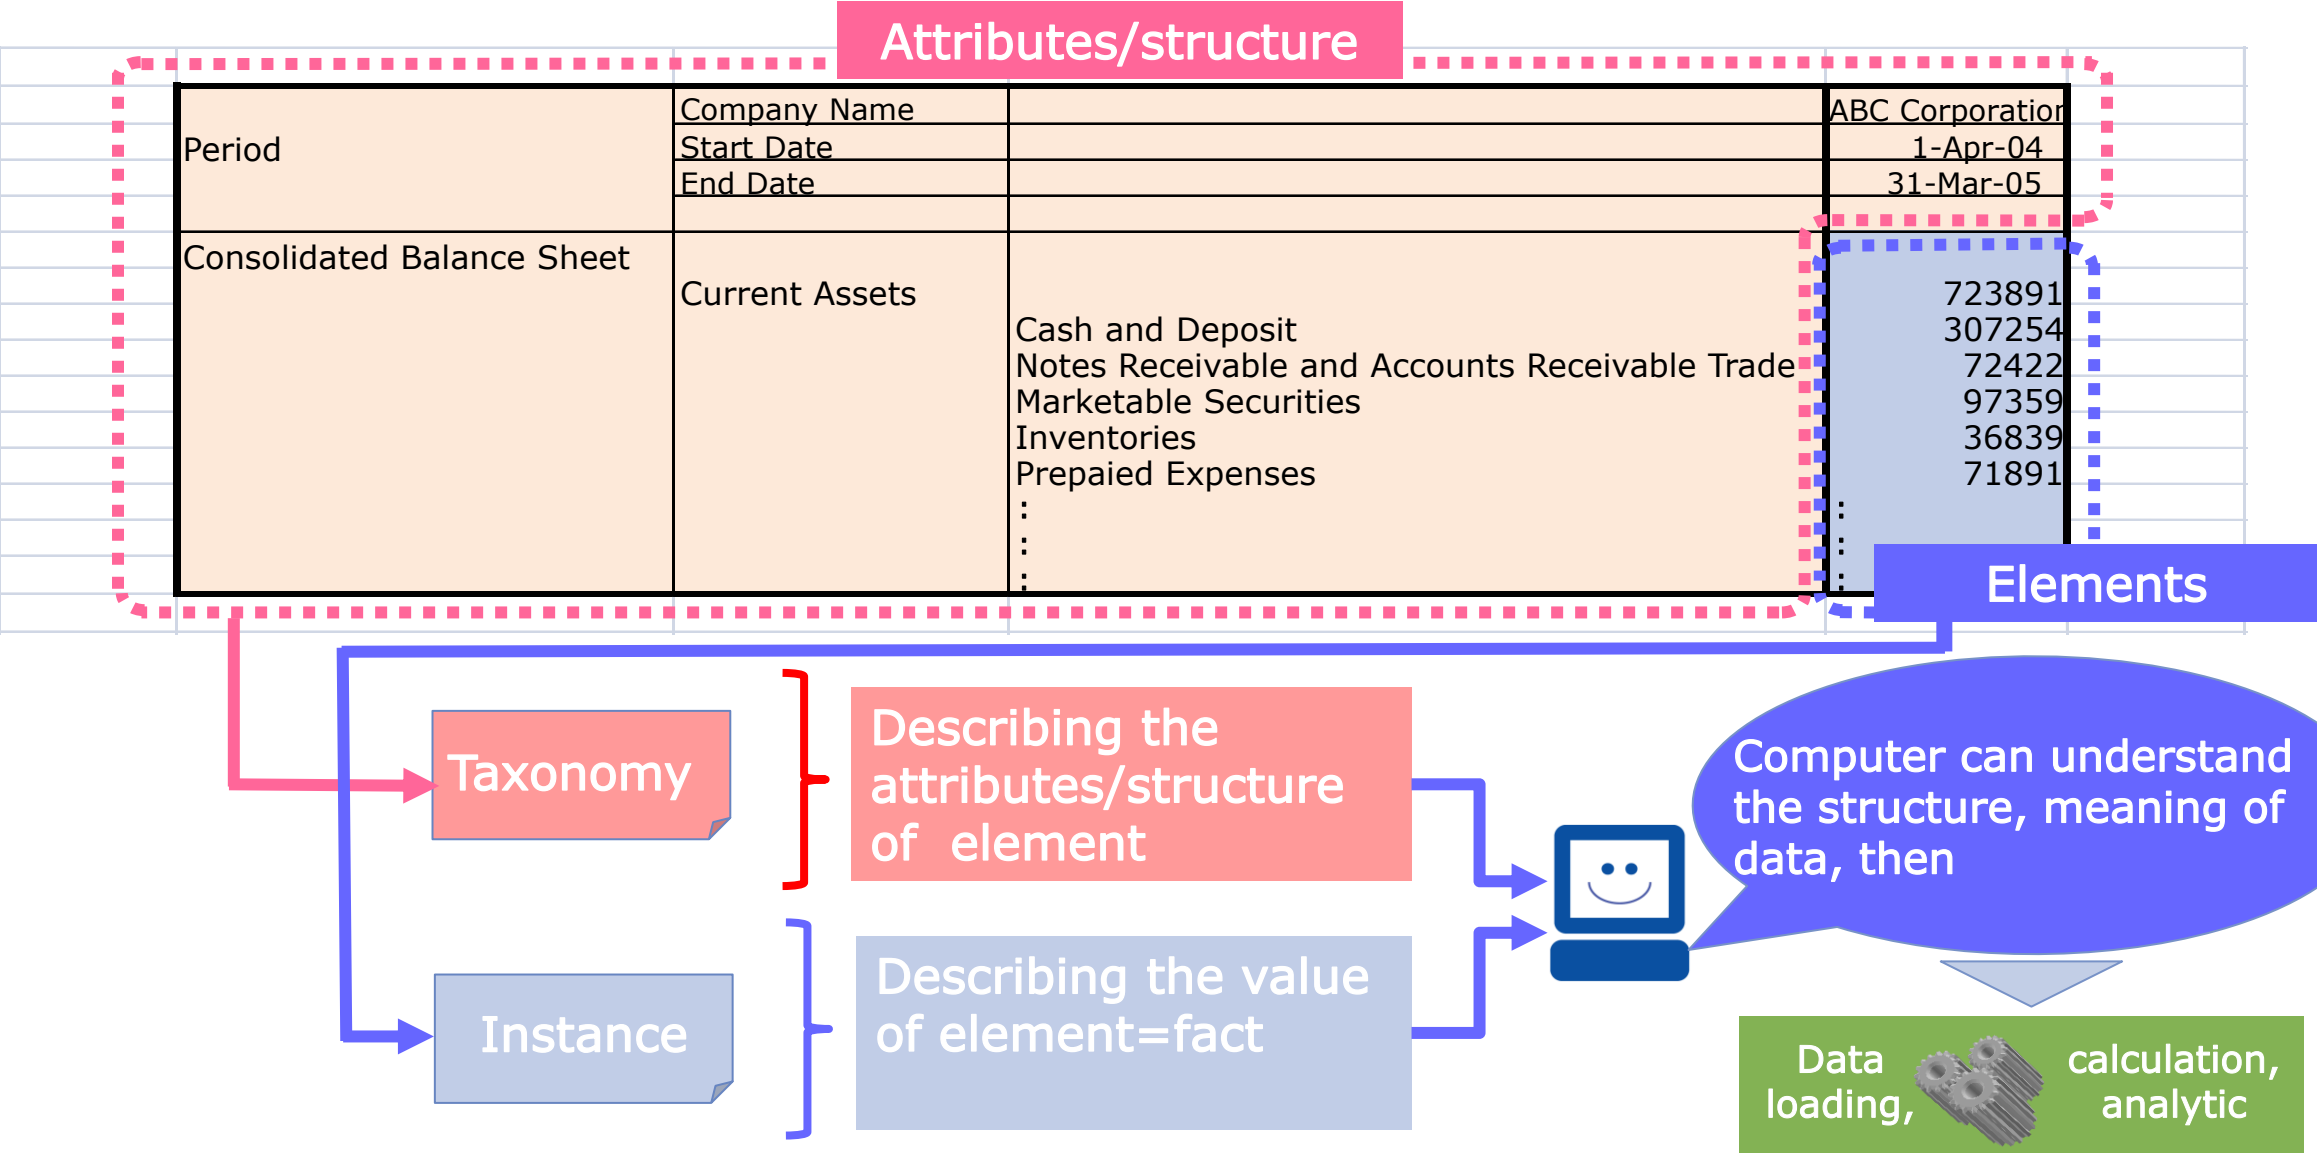 Attributes/structure
Company Name ABC Corporation
Period Start Date 1-Apr-04
End Date 31-Mar-05
Consolidated Balance Sheet
Current Assets 723891
Cash and Deposit 307254
Notes Receivable and Accounts Receivable Trade 72422
Marketable Securities 97359
Inventories 36839
Prepaied Expenses 71891
: :
: :
: :
Elements
Taxonomy
Describing the
attributes/structure
of element
Computer can understand
the structure, meaning of
data, then
Instance
Describing the value
of element=fact
Data
loading,
calculation,
analytic